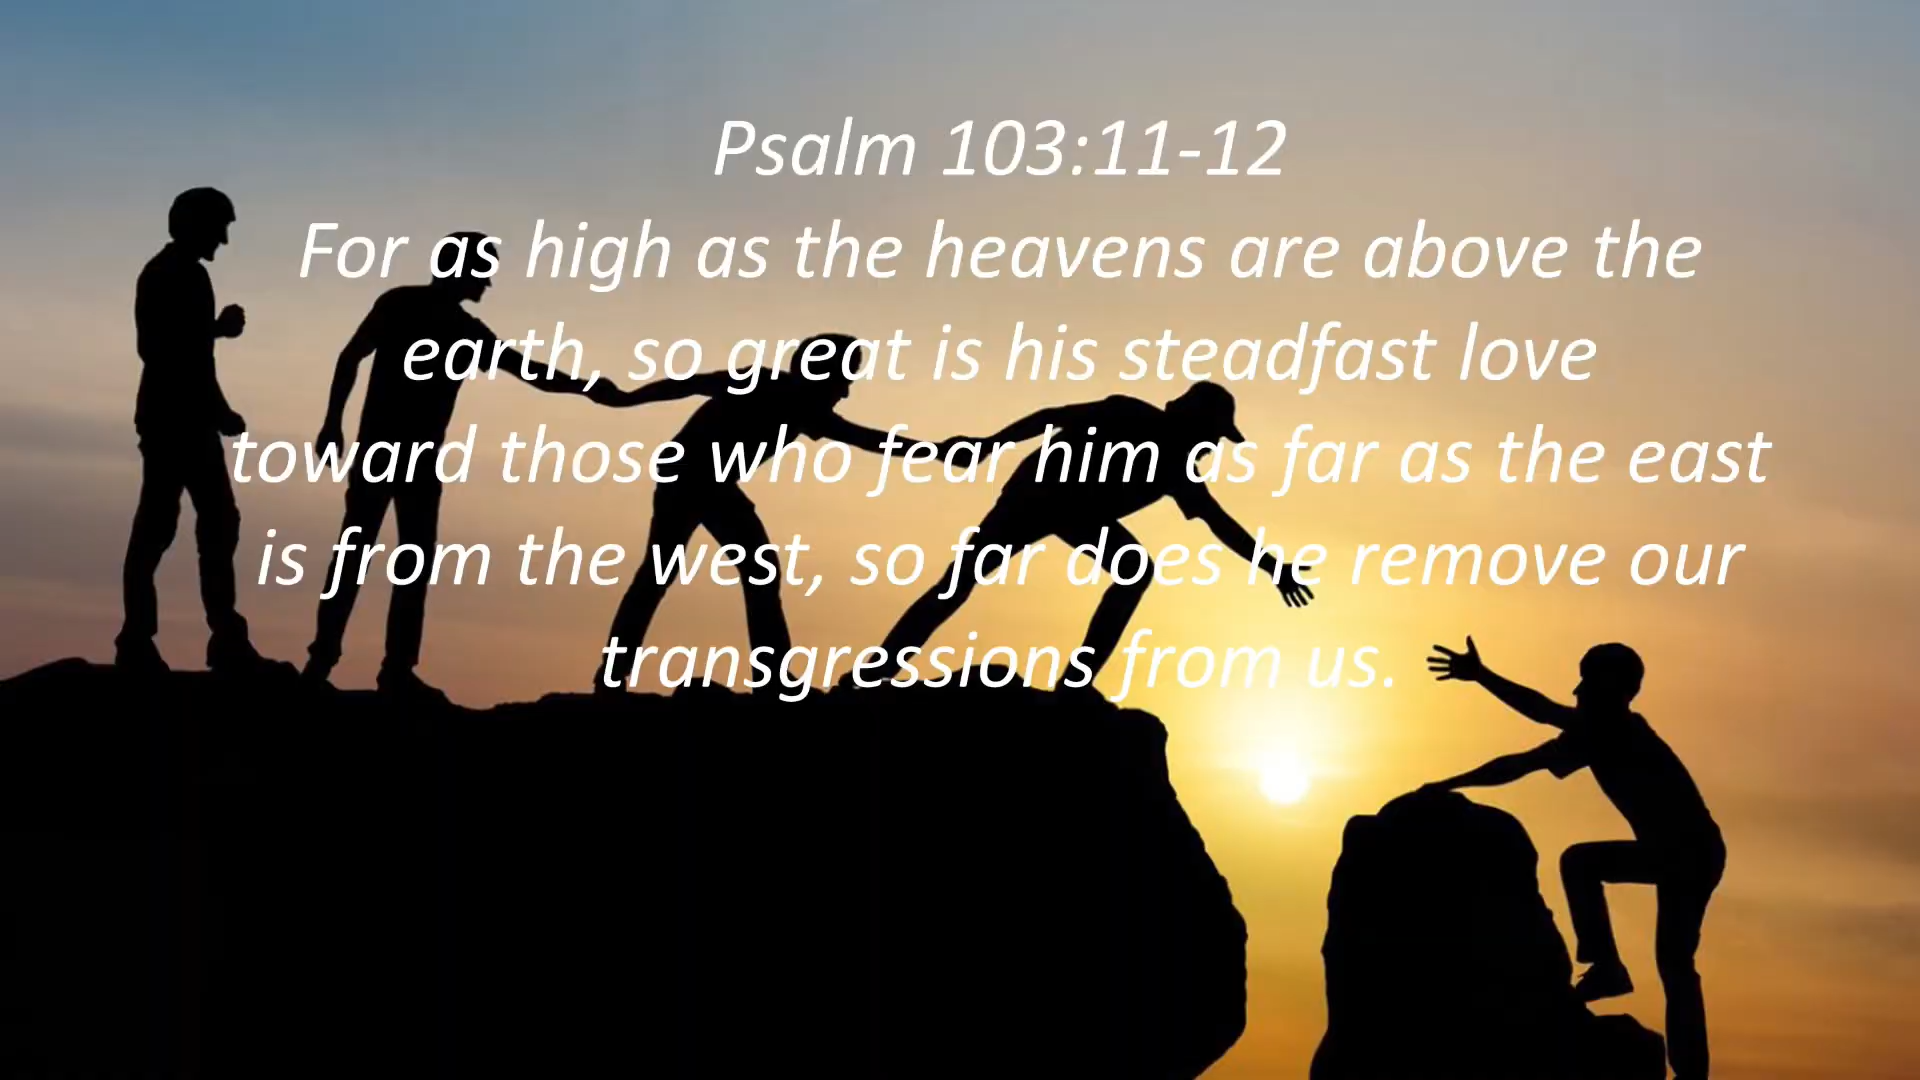 Psalm 103:11-12
For as high as the heavens are above the
earth, so great is his steadfast love
toward those who fear him as far as the east
is from the west, so far does he remove our
transgressions from us.